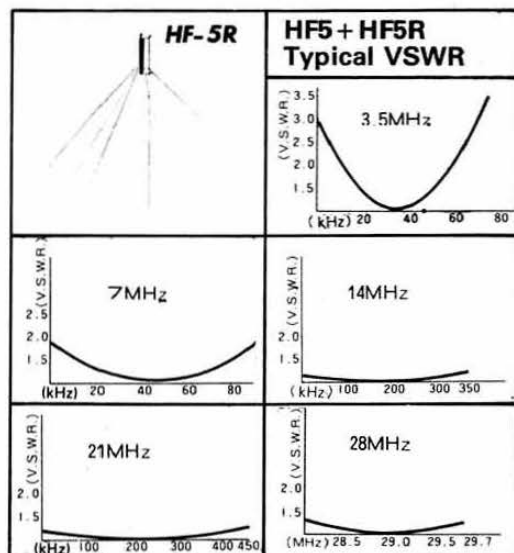 HF-5R
HF5 + HF5R
Typical VSWR
(V.S.W.R.)
3.5
3.0
2.5
2.0
1.5
3.5MHz
(kHz) 20 40 60 80
(V.S.W.R.)
2.5
2.0
1.5
7MHz
(kHz) 20 40 60 80
(V.S.W.R.)
2.0
1.5
14MHz
(kHz) 100 200 300 350
(V.S.W.R.)
2.0
1.5
21MHz
(kHz) 100 200 300 400 450
(V.S.W.R.)
2.0
1.5
28MHz
(MHz) 28.5 29.0 29.5 29.7